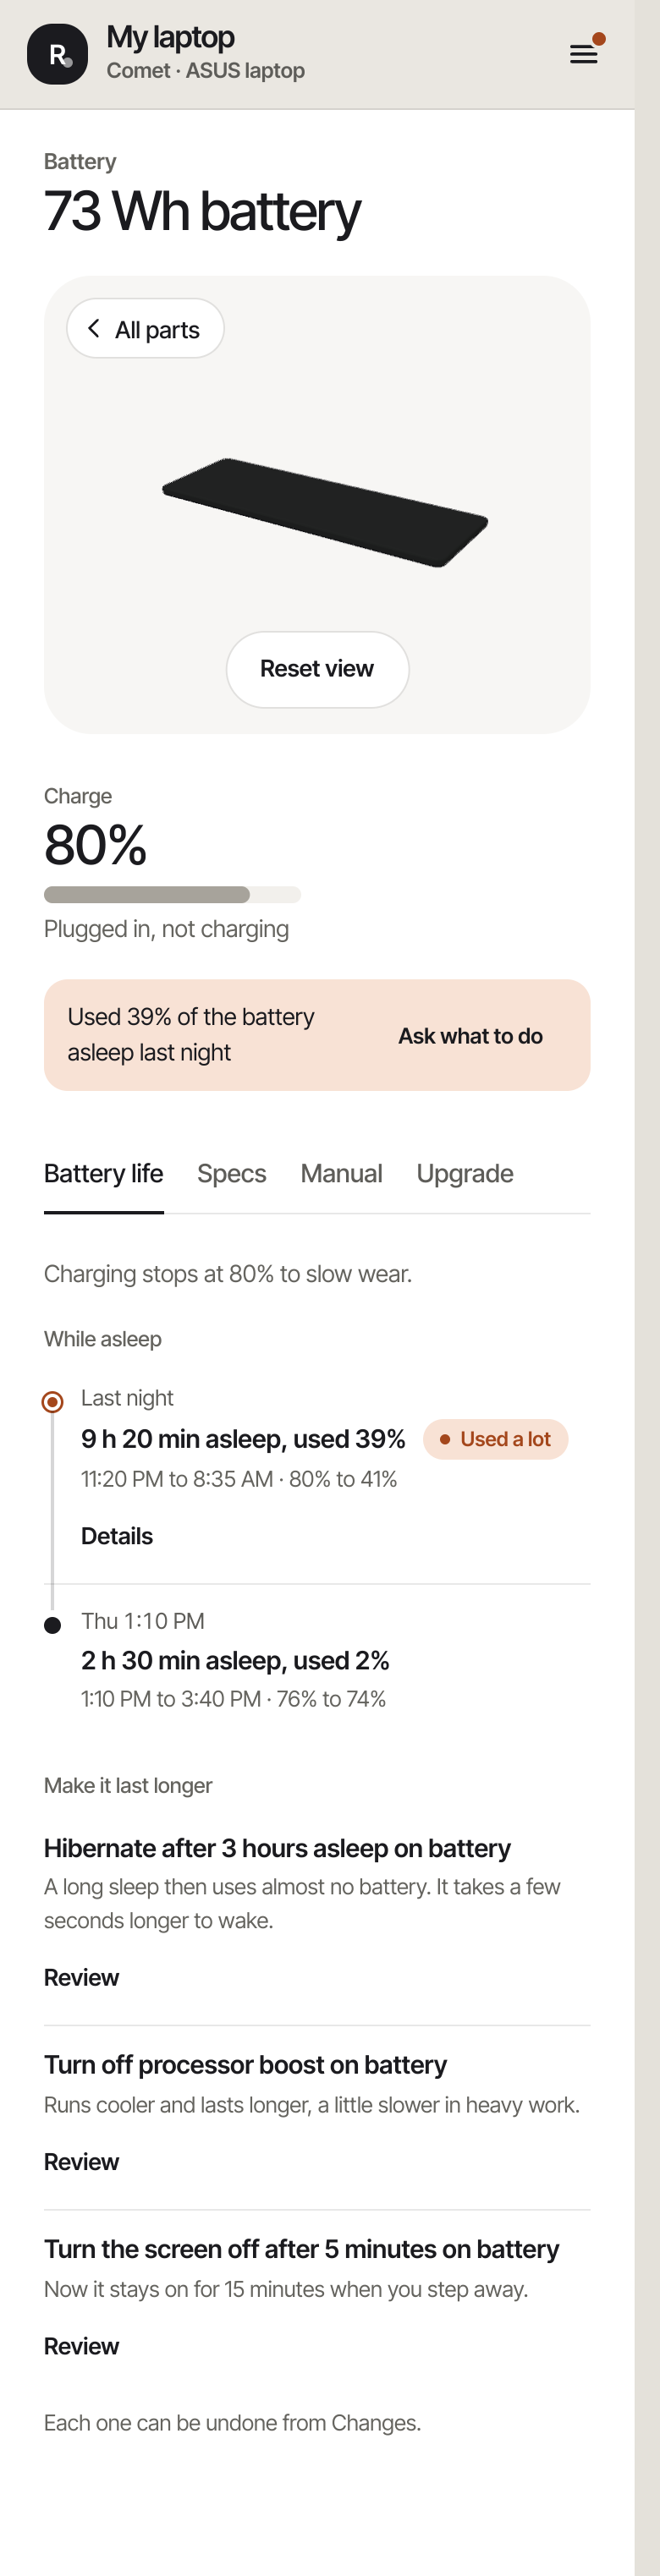 R
My laptop
Comet · ASUS laptop
Battery
73 Wh battery
All parts
Reset view
Charge
80%
Plugged in, not charging
Used 39% of the battery
asleep last night
Ask what to do
Battery life Specs Manual Upgrade
Charging stops at 80% to slow wear.
While asleep
Last night
9 h 20 min asleep, used 39% Used a lot
11:20 PM to 8:35 AM · 80% to 41%
Details
Thu 1:10 PM
2 h 30 min asleep, used 2%
1:10 PM to 3:40 PM · 76% to 74%
Make it last longer
Hibernate after 3 hours asleep on battery
A long sleep then uses almost no battery. It takes a few
seconds longer to wake.
Review
Turn off processor boost on battery
Runs cooler and lasts longer, a little slower in heavy work.
Review
Turn the screen off after 5 minutes on battery
Now it stays on for 15 minutes when you step away.
Review
Each one can be undone from Changes.